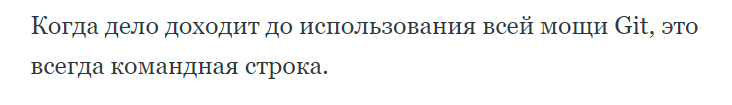 Когда дело доходит до использования всей мощи Git, это
всегда командная строка.